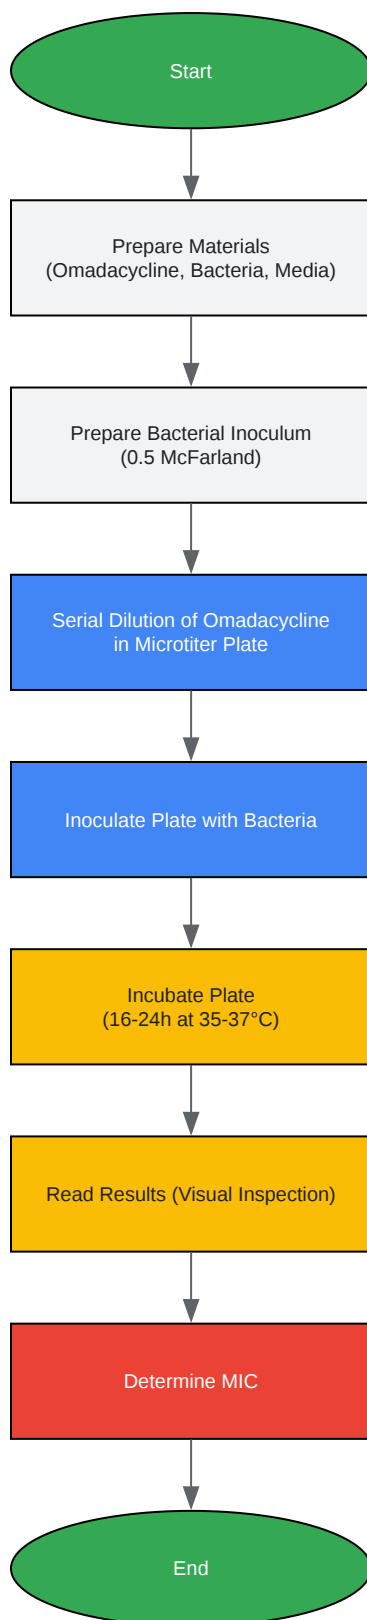 Start
Prepare Materials
(Omadacycline, Bacteria, Media)
Prepare Bacterial Inoculum
(0.5 McFarland)
Serial Dilution of Omadacycline
in Microtiter Plate
Inoculate Plate with Bacteria
Incubate Plate
(16-24h at 35-37°C)
Read Results (Visual Inspection)
Determine MIC
End